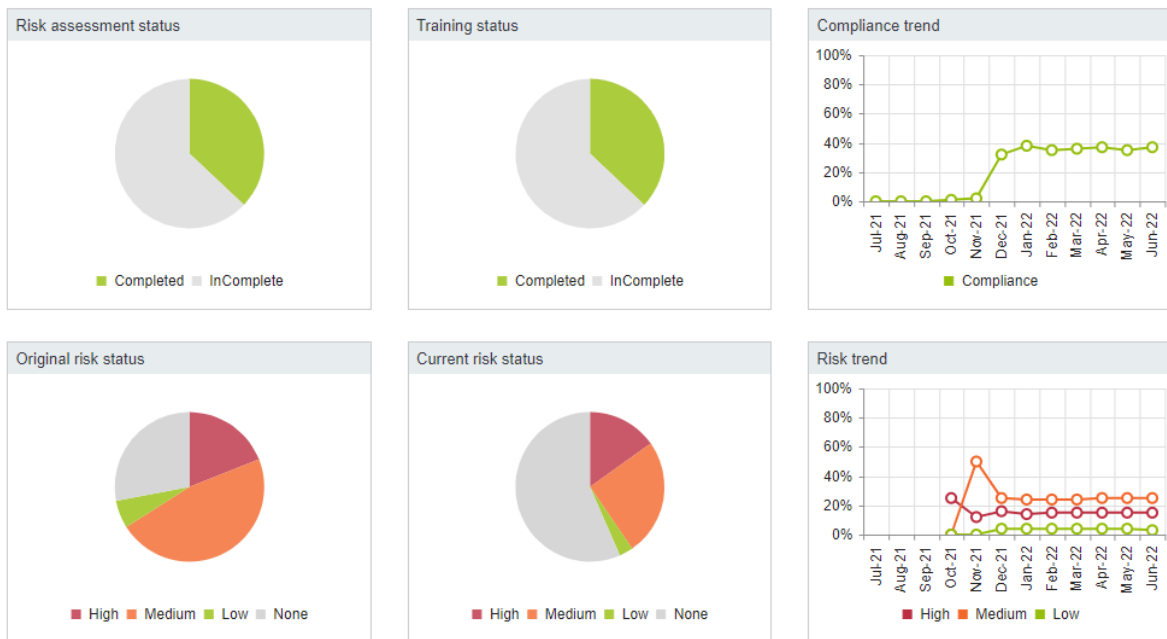 Risk assessment status
Completed InComplete
Training status
Completed InComplete
Compliance trend
100%
80%
60%
40%
20%
0%
Jul-21 Aug-21 Sep-21 Oct-21 Nov-21 Dec-21 Jan-22 Feb-22 Mar-22 Apr-22 May-22 Jun-22
Compliance
Original risk status
High Medium Low None
Current risk status
High Medium Low None
Risk trend
100%
80%
60%
40%
20%
0%
Jul-21 Aug-21 Sep-21 Oct-21 Nov-21 Dec-21 Jan-22 Feb-22 Mar-22 Apr-22 May-22 Jun-22
High Medium Low